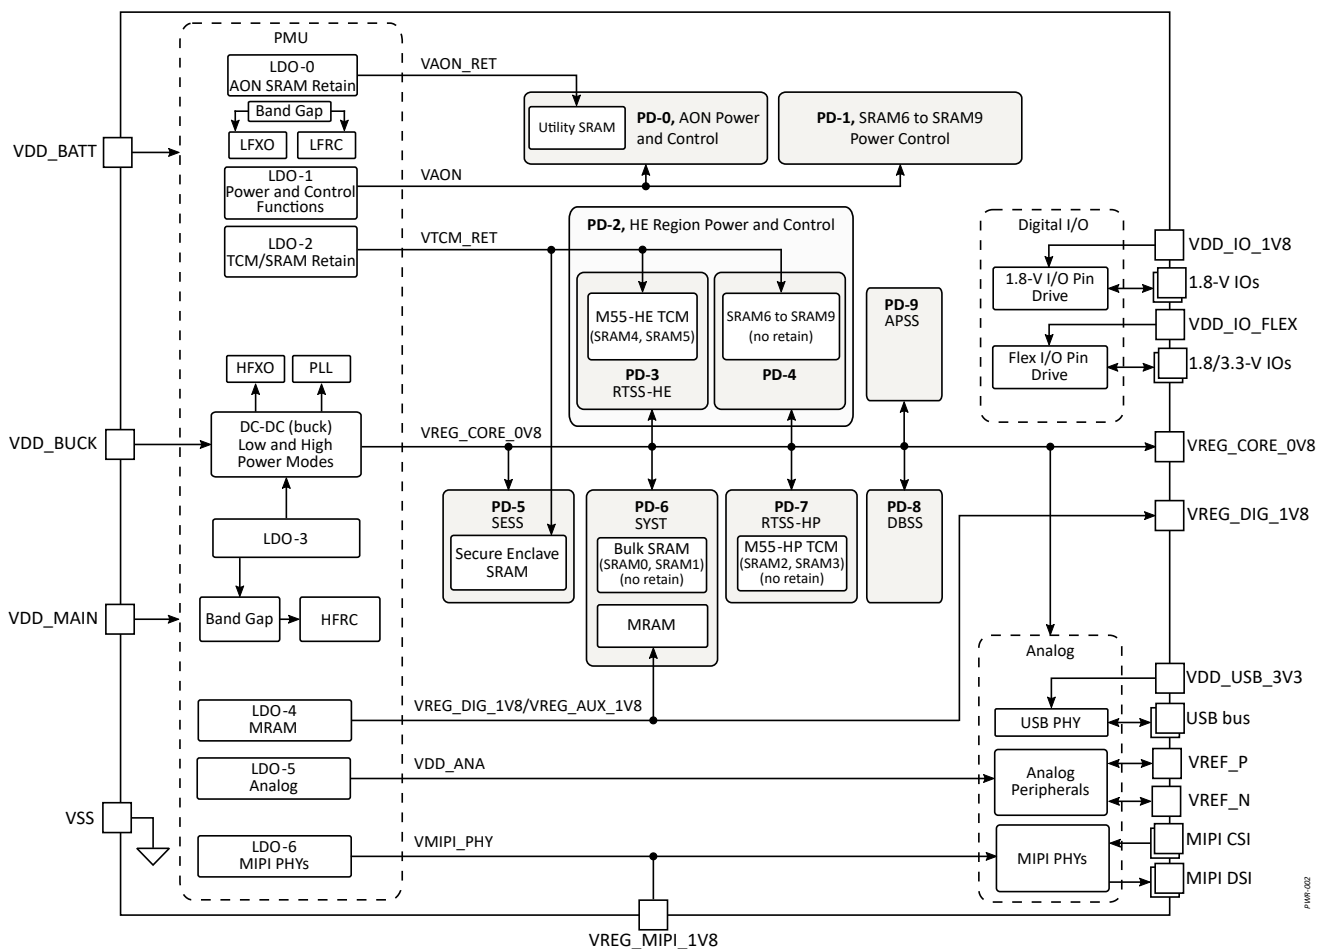 PMU
LDO-0
AON SRAM Retain
VAON_RET
Band Gap
LFXO
LFRC
VDD_BATT
Utility SRAM
PD-0, AON Power
and Control
PD-1, SRAM6 to SRAM9
Power Control
LDO-1
Power and Control
Functions
VAON
LDO-2
TCM/SRAM Retain
VTCM_RET
PD-2, HE Region Power and Control
M55-HE TCM
(SRAM4, SRAM5)
PD-3
RTSS-HE
SRAM6 to SRAM9
(no retain)
PD-4
PD-9
APSS
Digital I/O
VDD_IO_1V8
1.8-V I/O Pin
Drive
1.8-V IOs
VDD_IO_FLEX
Flex I/O Pin
Drive
1.8/3.3-V IOs
HFXO
PLL
VDD_BUCK
DC-DC (buck)
Low and High
Power Modes
VREG_CORE_0V8
VREG_CORE_0V8
LDO-3
PD-5
SESS
Secure Enclave
SRAM
PD-6
SYST
Bulk SRAM
(SRAM0, SRAM1)
(no retain)
MRAM
PD-7
RTSS-HP
M55-HP TCM
(SRAM2, SRAM3)
(no retain)
PD-8
DBSS
VREG_DIG_1V8
VDD_MAIN
Band Gap
HFRC
Analog
VDD_USB_3V3
LDO-4
MRAM
VREG_DIG_1V8/VREG_AUX_1V8
USB PHY
USB bus
LDO-5
Analog
VDD_ANA
Analog
Peripherals
VREF_P
VREF_N
VSS
LDO-6
MIPI PHYs
VMIPI_PHY
MIPI PHYs
MIPI CSI
MIPI DSI
VREG_MIPI_1V8
PWR-002